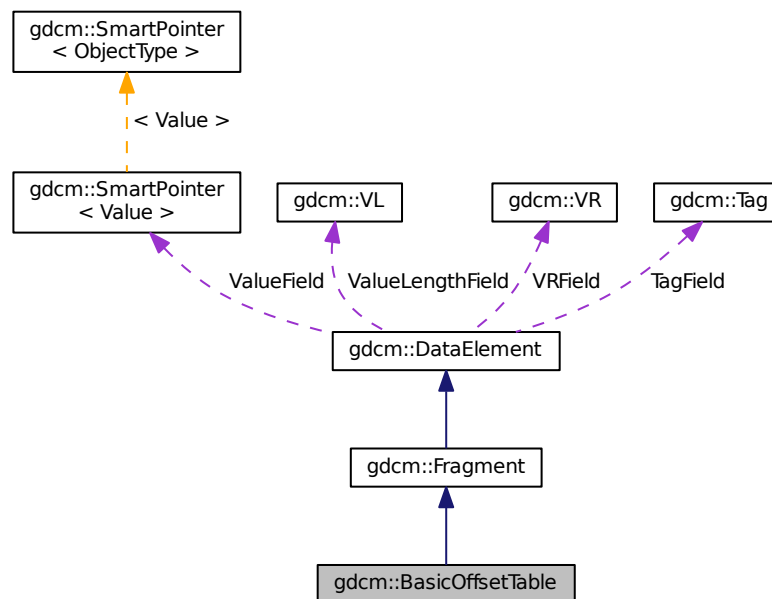 gdcm::SmartPointer
< ObjectType >
< Value >
gdcm::SmartPointer
< Value >
gdcm::VL
gdcm::VR
gdcm::Tag
ValueField
ValueLengthField
VRField
TagField
gdcm::DataElement
gdcm::Fragment
gdcm::BasicOffsetTable